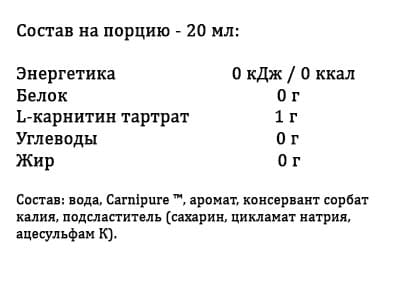 Состав на порцию - 20 мл:
Энергетика 0 кДж / 0 ккал
Белок 0 г
L-карнитин тартрат 1 г
Углеводы 0 г
Жир 0 г
Состав: вода, Carnipure ™, аромат, консервант сорбат
калия, подсластитель (сахарин, цикламат натрия,
ацесульфам К).